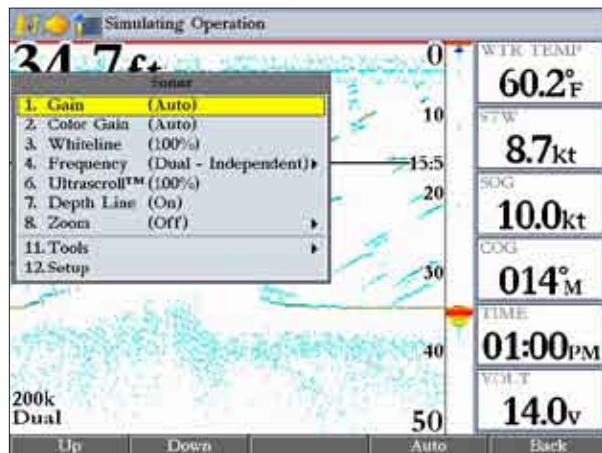 Simulating Operation
34.7ft
Sonar
1. Gain (Auto)
2. Color Gain (Auto)
3. Whiteline (100%)
4. Frequency (Dual - Independent)
6. Ultrascroll™ (100%)
7. Depth Line (On)
8. Zoom (Off)
11. Tools
12. Setup
0
10
15.5
20
30
40
50
200k
Dual
WTR TEMP
60.2°F
STW
8.7kt
SOG
10.0kt
COG
014°M
TIME
01:00PM
VOLT
14.0v
Up Down Auto Back